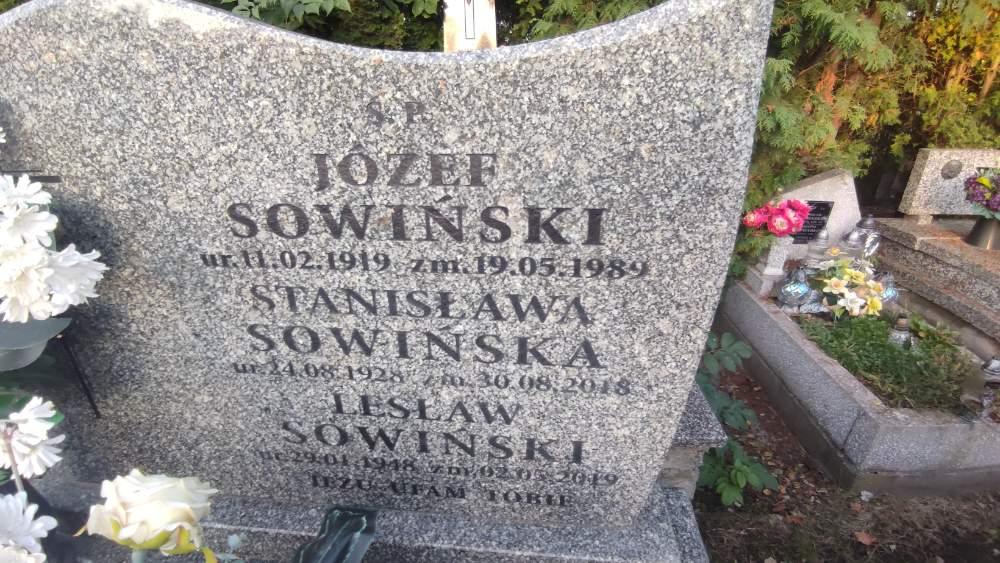 Ś.P.
JÓZEF
SOWIŃSKI
ur.11.02.1919 zm.19.05.1989
STANISŁAWA
SOWIŃSKA
ur.24.08.1928 zm.30.08.2018
LESŁAW
SOWIŃSKI
ur.29.01.1948 zm.02.05.2019
JEZU UFAM TOBIE